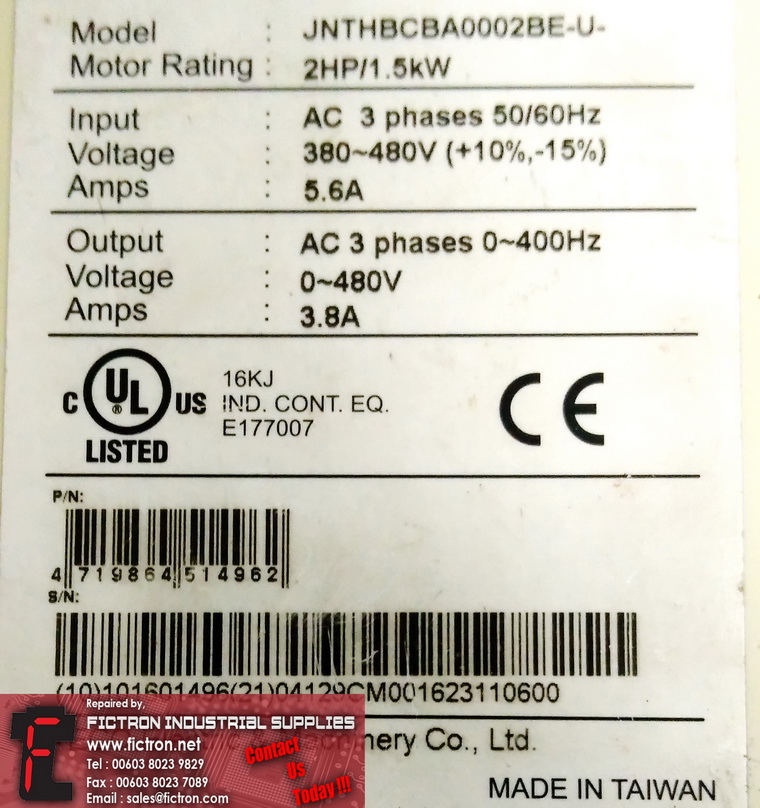 Model : JNTHBCBA0002BE-U-
Motor Rating : 2HP/1.5kW
Input : AC 3 phases 50/60Hz
Voltage : 380~480V (+10%,-15%)
Amps : 5.6A
Output : AC 3 phases 0~400Hz
Voltage : 0~480V
Amps : 3.8A
C UL ® US
LISTED
16KJ
IND. CONT. EQ.
E177007
CE
P/N:
4 719864 514962
S/N:
(10)101601496(21)04129CM001623110600
Co., Ltd.
MADE IN TAIWAN
Repaired by,
FICTRON INDUSTRIAL SUPPLIES
www.fictron.net
Tel : 00603 8023 9829
Fax : 00603 8023 7089
Email : sales@fictron.com
Contact
Us
Today !!!